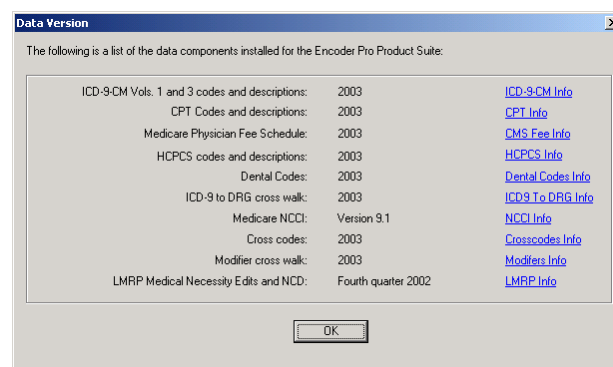 Data Version
The following is a list of the data components installed for the Encoder Pro Product Suite:
ICD-9-CM Vols. 1 and 3 codes and descriptions: 2003 ICD-9-CM Info
CPT Codes and descriptions: 2003 CPT Info
Medicare Physician Fee Schedule: 2003 CMS Fee Info
HCPCS codes and descriptions: 2003 HCPCS Info
Dental Codes: 2003 Dental Codes Info
ICD-9 to DRG cross walk: 2003 ICD9 To DRG Info
Medicare NCCI: Version 9.1 NCCI Info
Cross codes: 2003 Crosscodes Info
Modifier cross walk: 2003 Modifers Info
LMRP Medical Necessity Edits and NCD: Fourth quarter 2002 LMRP Info
OK